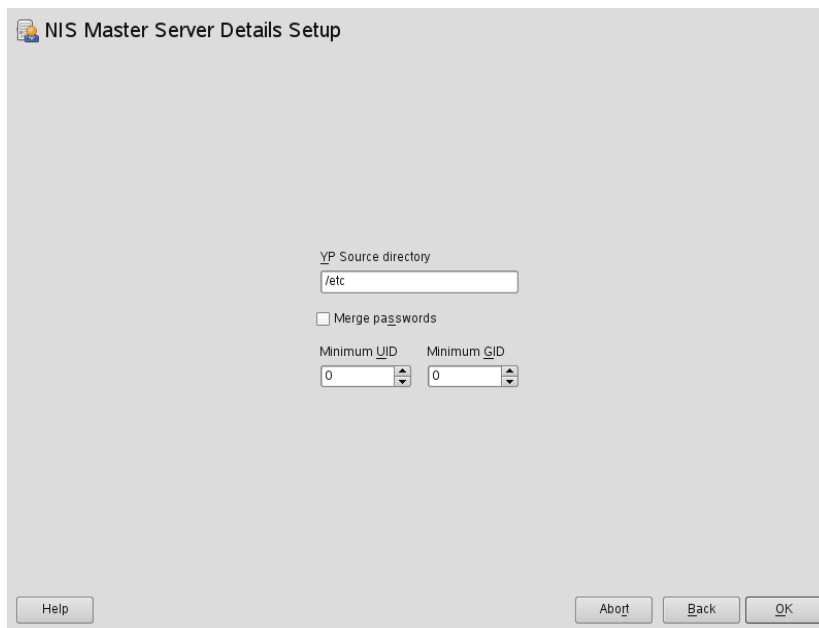 NIS Master Server Details Setup
YP Source directory
/etc
Merge passwords
Minimum UID Minimum GID
0 0
Help Abort Back OK